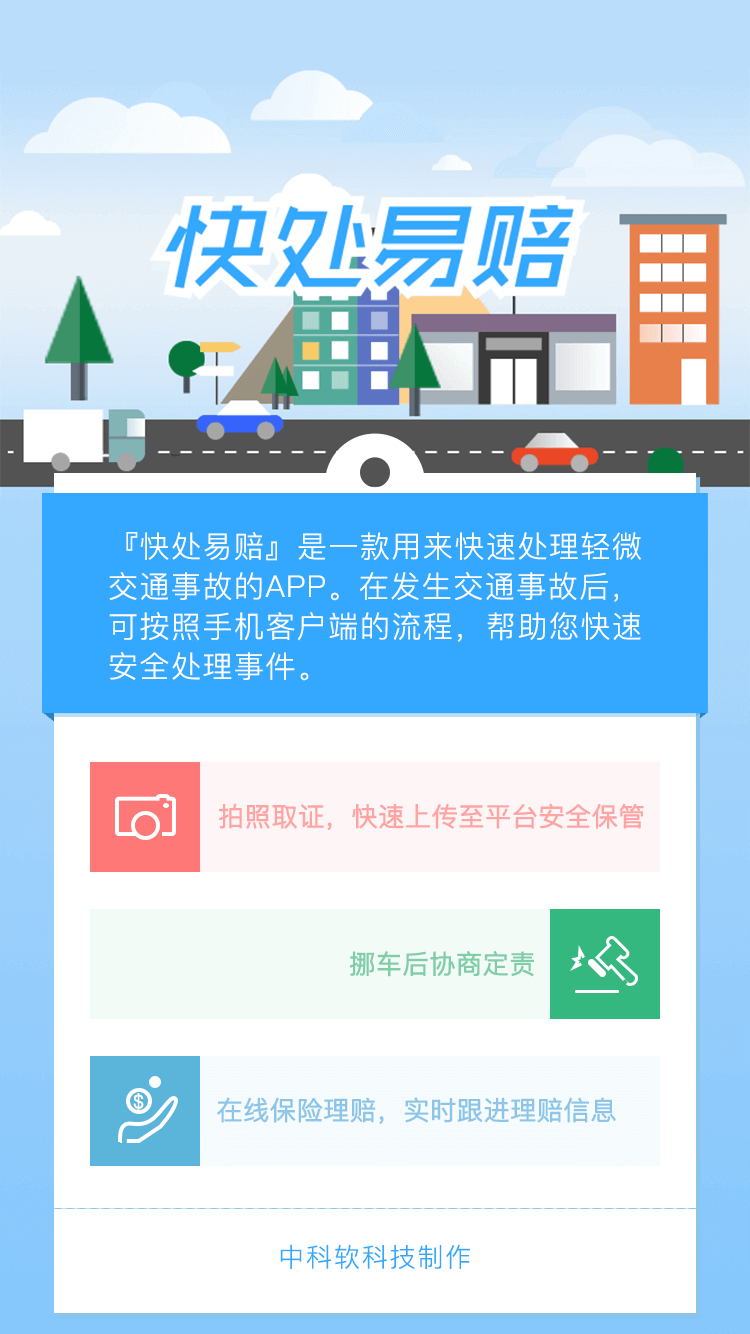 快处易赔
『快处易赔』是一款用来快速处理轻微
交通事故的APP。在发生交通事故后，
可按照手机客户端的流程，帮助您快速
安全处理事件。
拍照取证，快速上传至平台安全保管
挪车后协商定责
$
在线保险理赔，实时跟进理赔信息
中科软科技制作